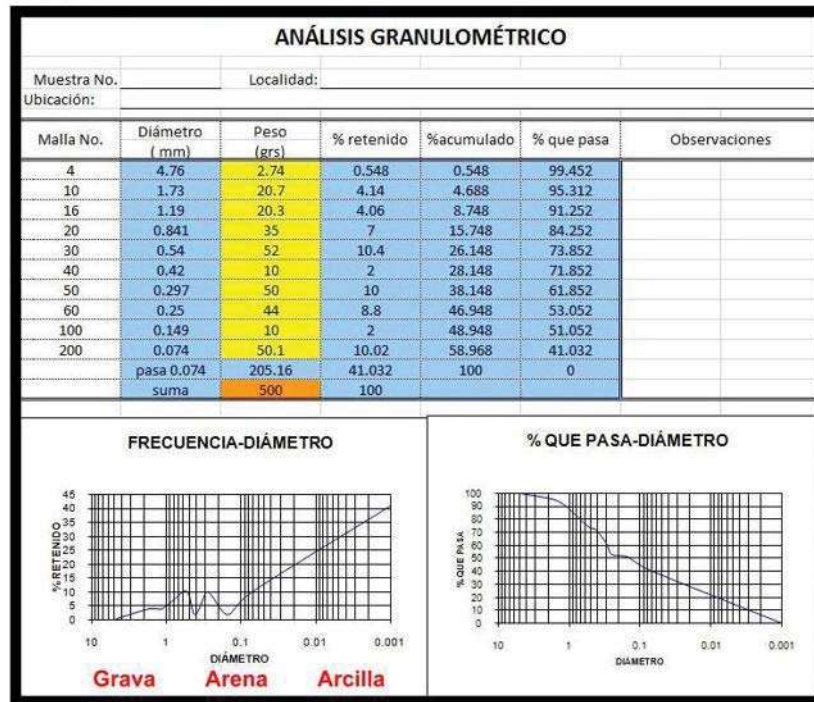 ANÁLISIS GRANULOMÉTRICO
Muestra No. Localidad:
Ubicación:
Malla No. Diámetro ( mm) Peso (grs) % retenido %acumulado % que pasa Observaciones
4 4.76 2.74 0.548 0.548 99.452
10 1.73 20.7 4.14 4.688 95.312
16 1.19 20.3 4.06 8.748 91.252
20 0.841 35 7 15.748 84.252
30 0.54 52 10.4 26.148 73.852
40 0.42 10 2 28.148 71.852
50 0.297 50 10 38.148 61.852
60 0.25 44 8.8 46.948 53.052
100 0.149 10 2 48.948 51.052
200 0.074 50.1 10.02 58.968 41.032
pasa 0.074 205.16 41.032 100 0
suma 500 100
FRECUENCIA-DIÁMETRO
45
40
35
30
25
20
15
10
5
0
% RETENIDO
10 1 0.1 0.01 0.001
DIÁMETRO
Grava Arena Arcilla
% QUE PASA-DIÁMETRO
100
90
80
70
60
50
40
30
20
10
0
% QUE PASA
10 1 0.1 0.01 0.001
DIAMETRO